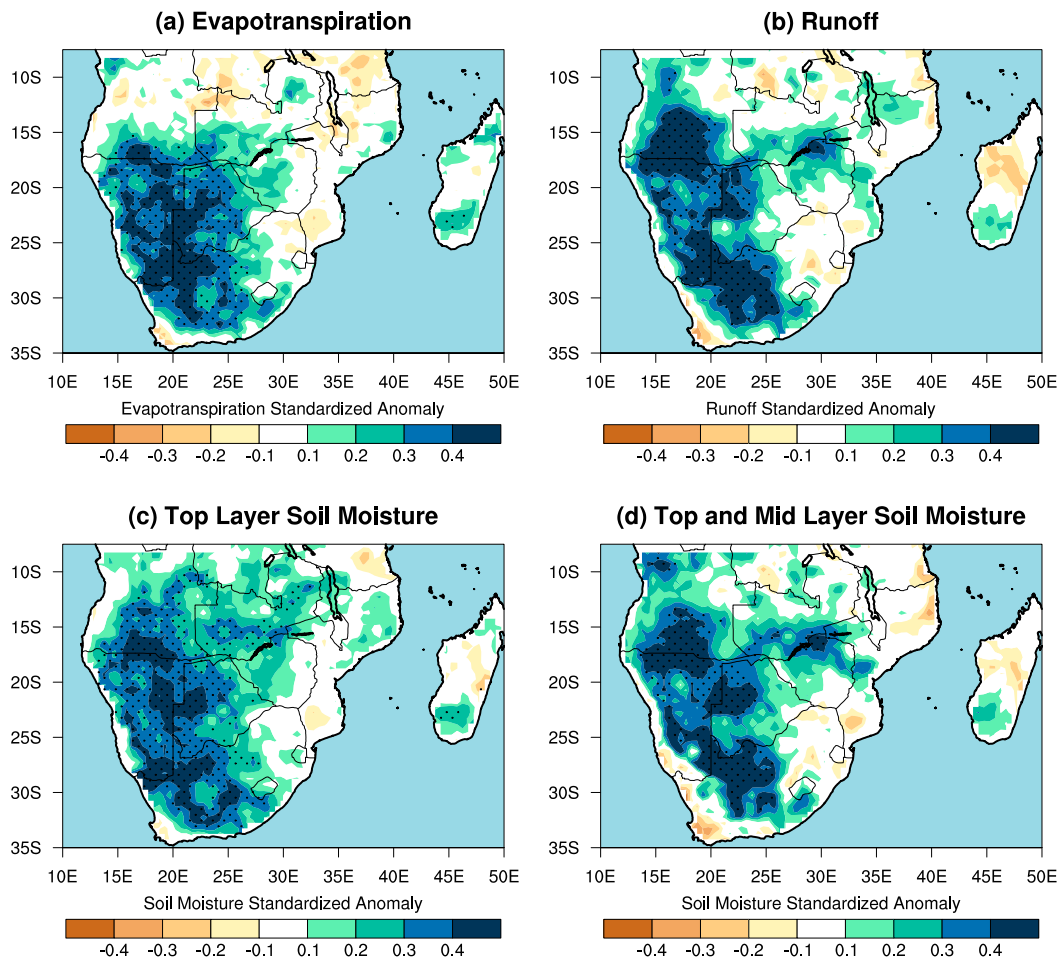 (a) Evapotranspiration
(b) Runoff
10S
15S
20S
25S
30S
35S
10E 15E 20E 25E 30E 35E 40E 45E 50E
Evapotranspiration Standardized Anomaly
-0.4 -0.3 -0.2 -0.1 0.1 0.2 0.3 0.4
10S
15S
20S
25S
30S
35S
10E 15E 20E 25E 30E 35E 40E 45E 50E
Runoff Standardized Anomaly
-0.4 -0.3 -0.2 -0.1 0.1 0.2 0.3 0.4
(c) Top Layer Soil Moisture
(d) Top and Mid Layer Soil Moisture
10S
15S
20S
25S
30S
35S
10E 15E 20E 25E 30E 35E 40E 45E 50E
Soil Moisture Standardized Anomaly
-0.4 -0.3 -0.2 -0.1 0.1 0.2 0.3 0.4
10S
15S
20S
25S
30S
35S
10E 15E 20E 25E 30E 35E 40E 45E 50E
Soil Moisture Standardized Anomaly
-0.4 -0.3 -0.2 -0.1 0.1 0.2 0.3 0.4